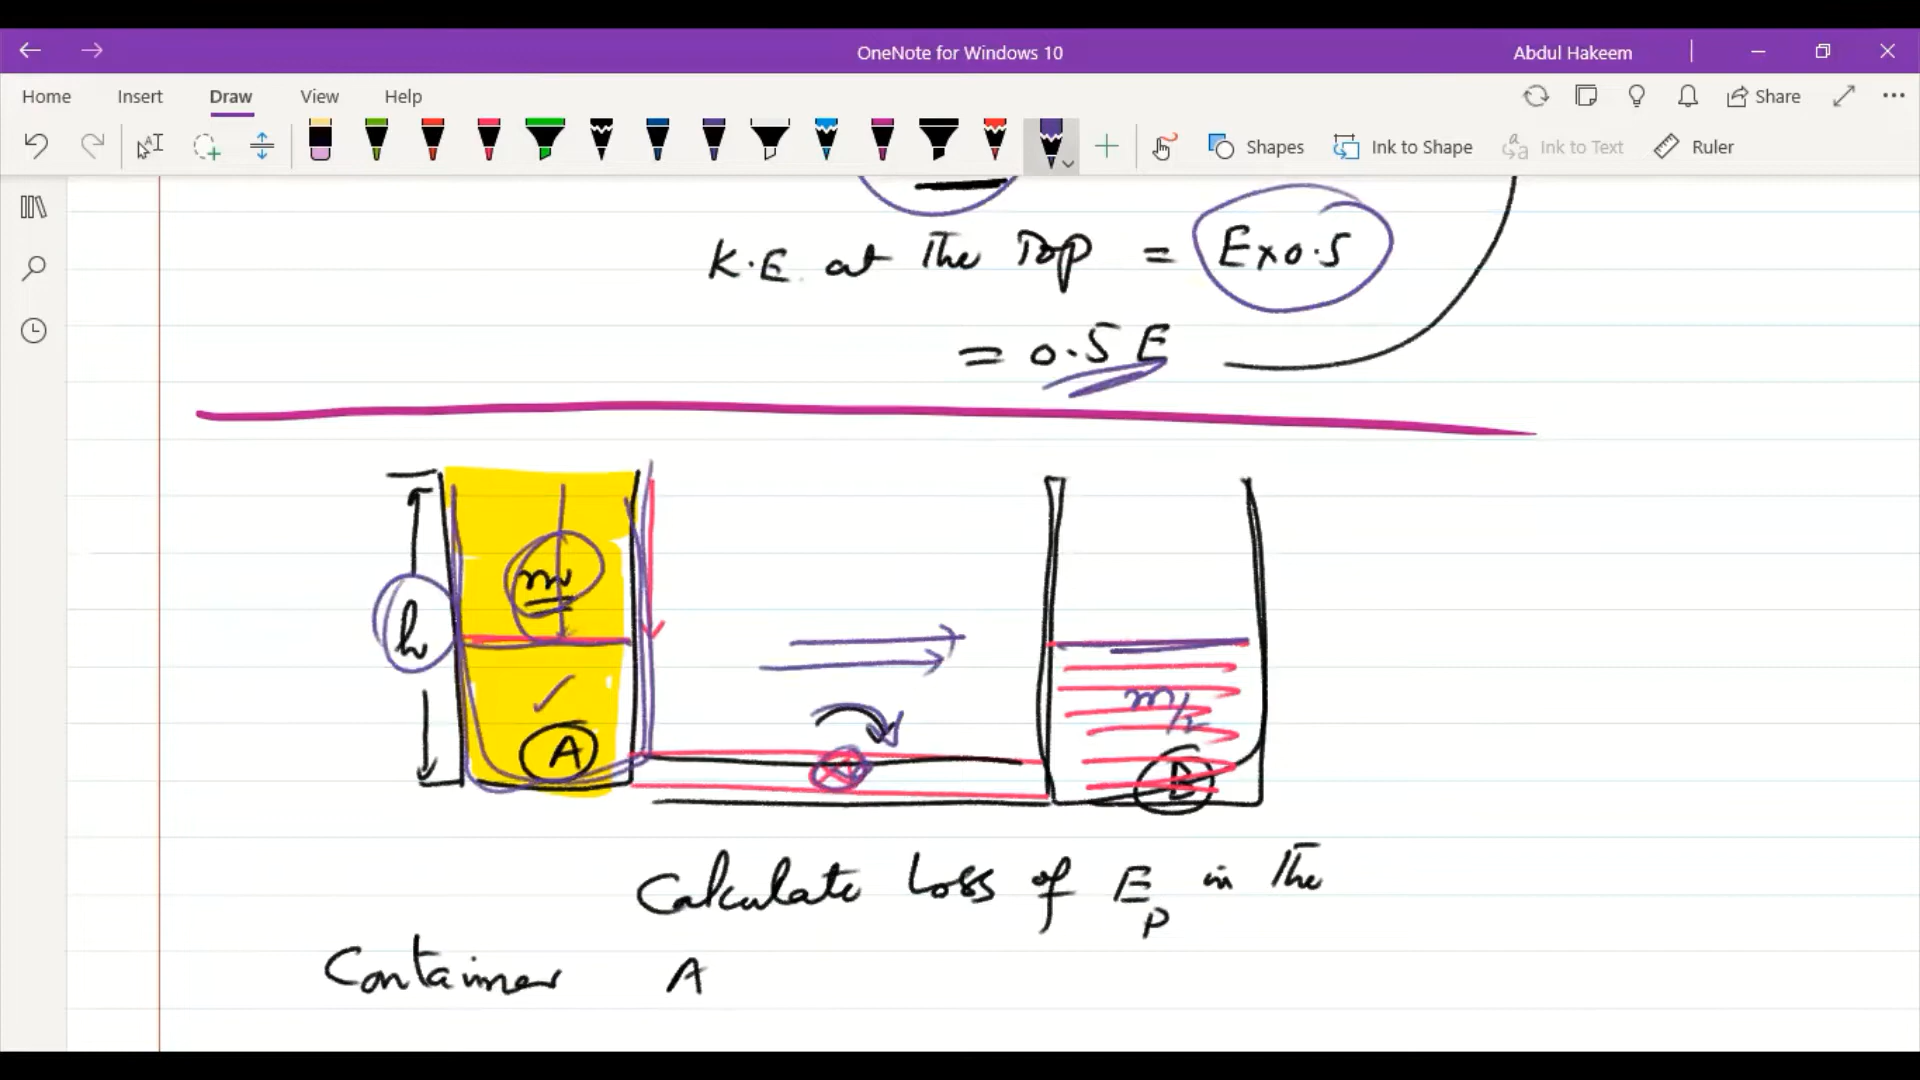 OneNote for Windows 10
Abdul Hakeem
Home Insert Draw View Help
Share
Shapes Ink to Shape Ink to Text Ruler
K.E. at The Top = E×0.5
= 0.5 E
h
m
A
m/2
B
Calculate Loss of Ep in The
Container A